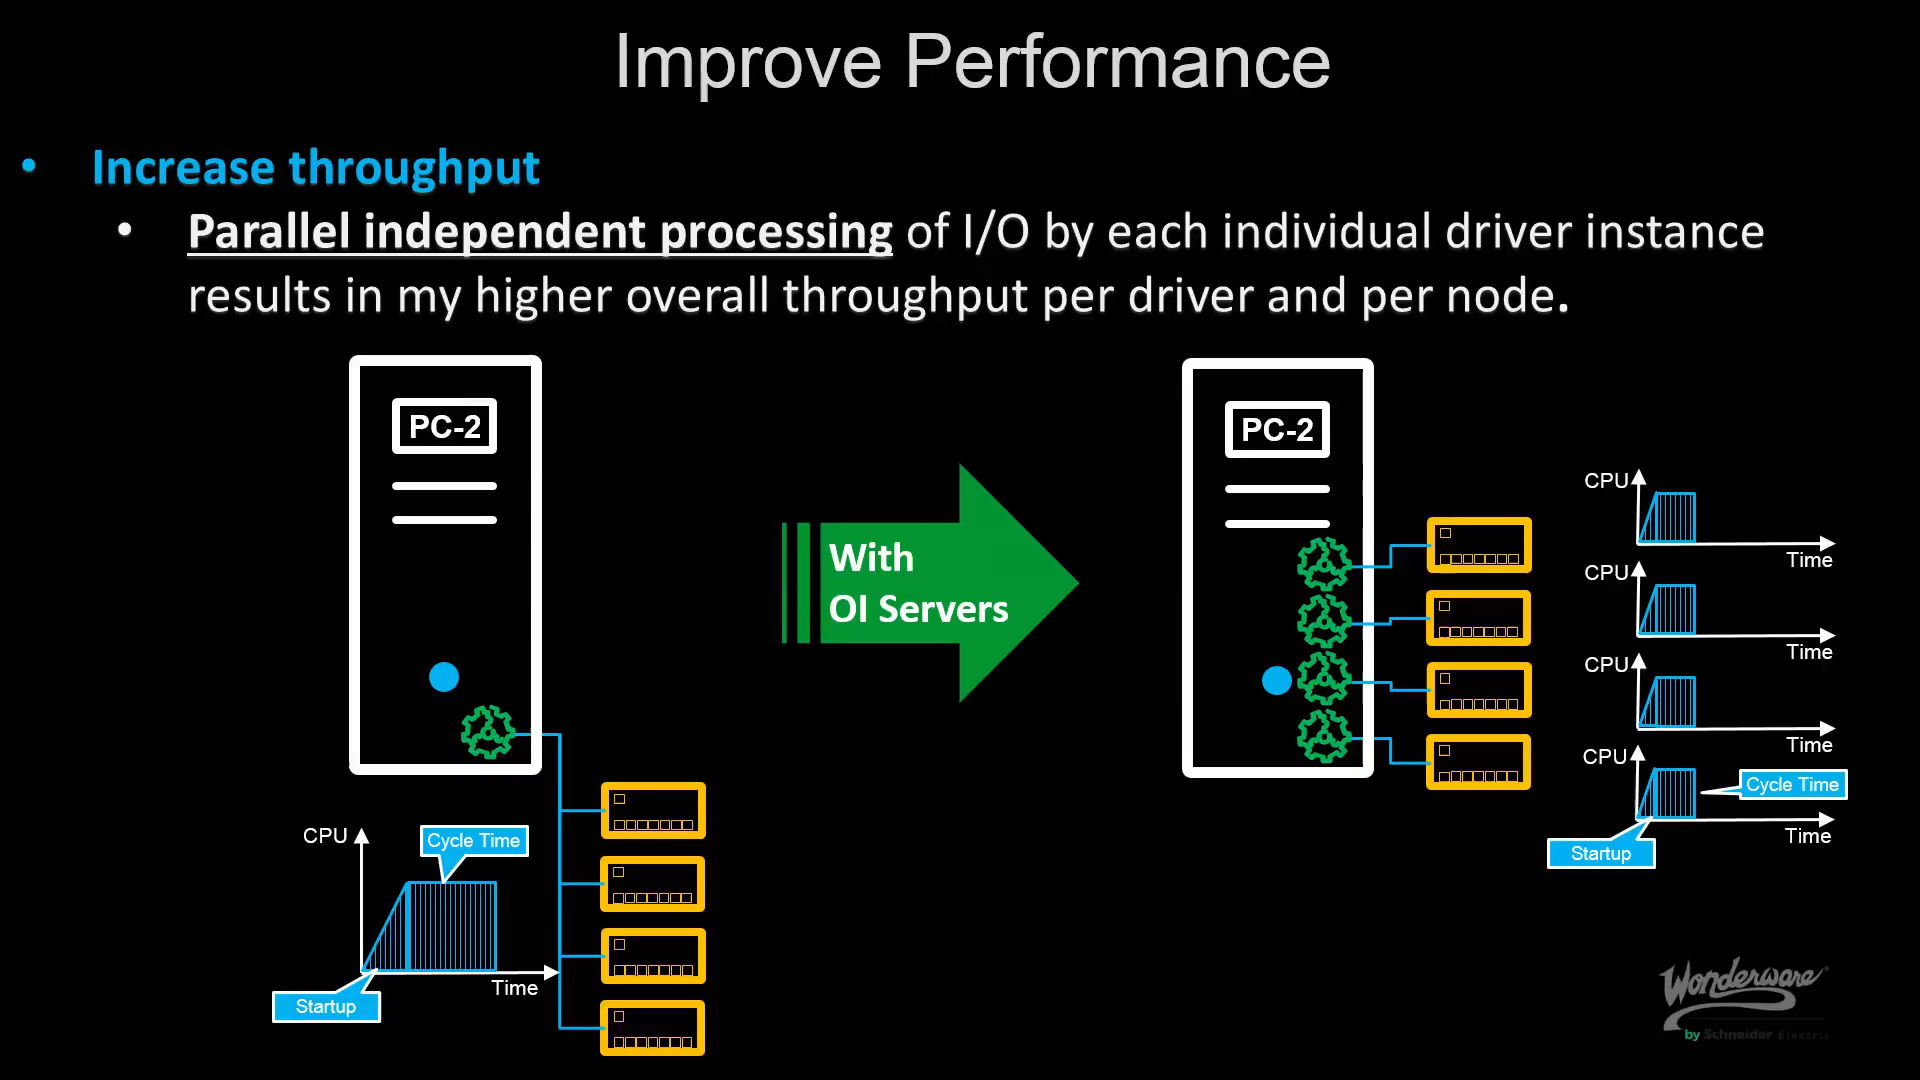 Improve Performance
• Increase throughput
• Parallel independent processing of I/O by each individual driver instance
results in my higher overall throughput per driver and per node.
PC-2
PC-2
With
OI Servers
CPU
Time
CPU
Time
CPU
Time
CPU
Cycle Time
Time
Startup
CPU
Cycle Time
Time
Startup
Wonderware
by Schneider Electric